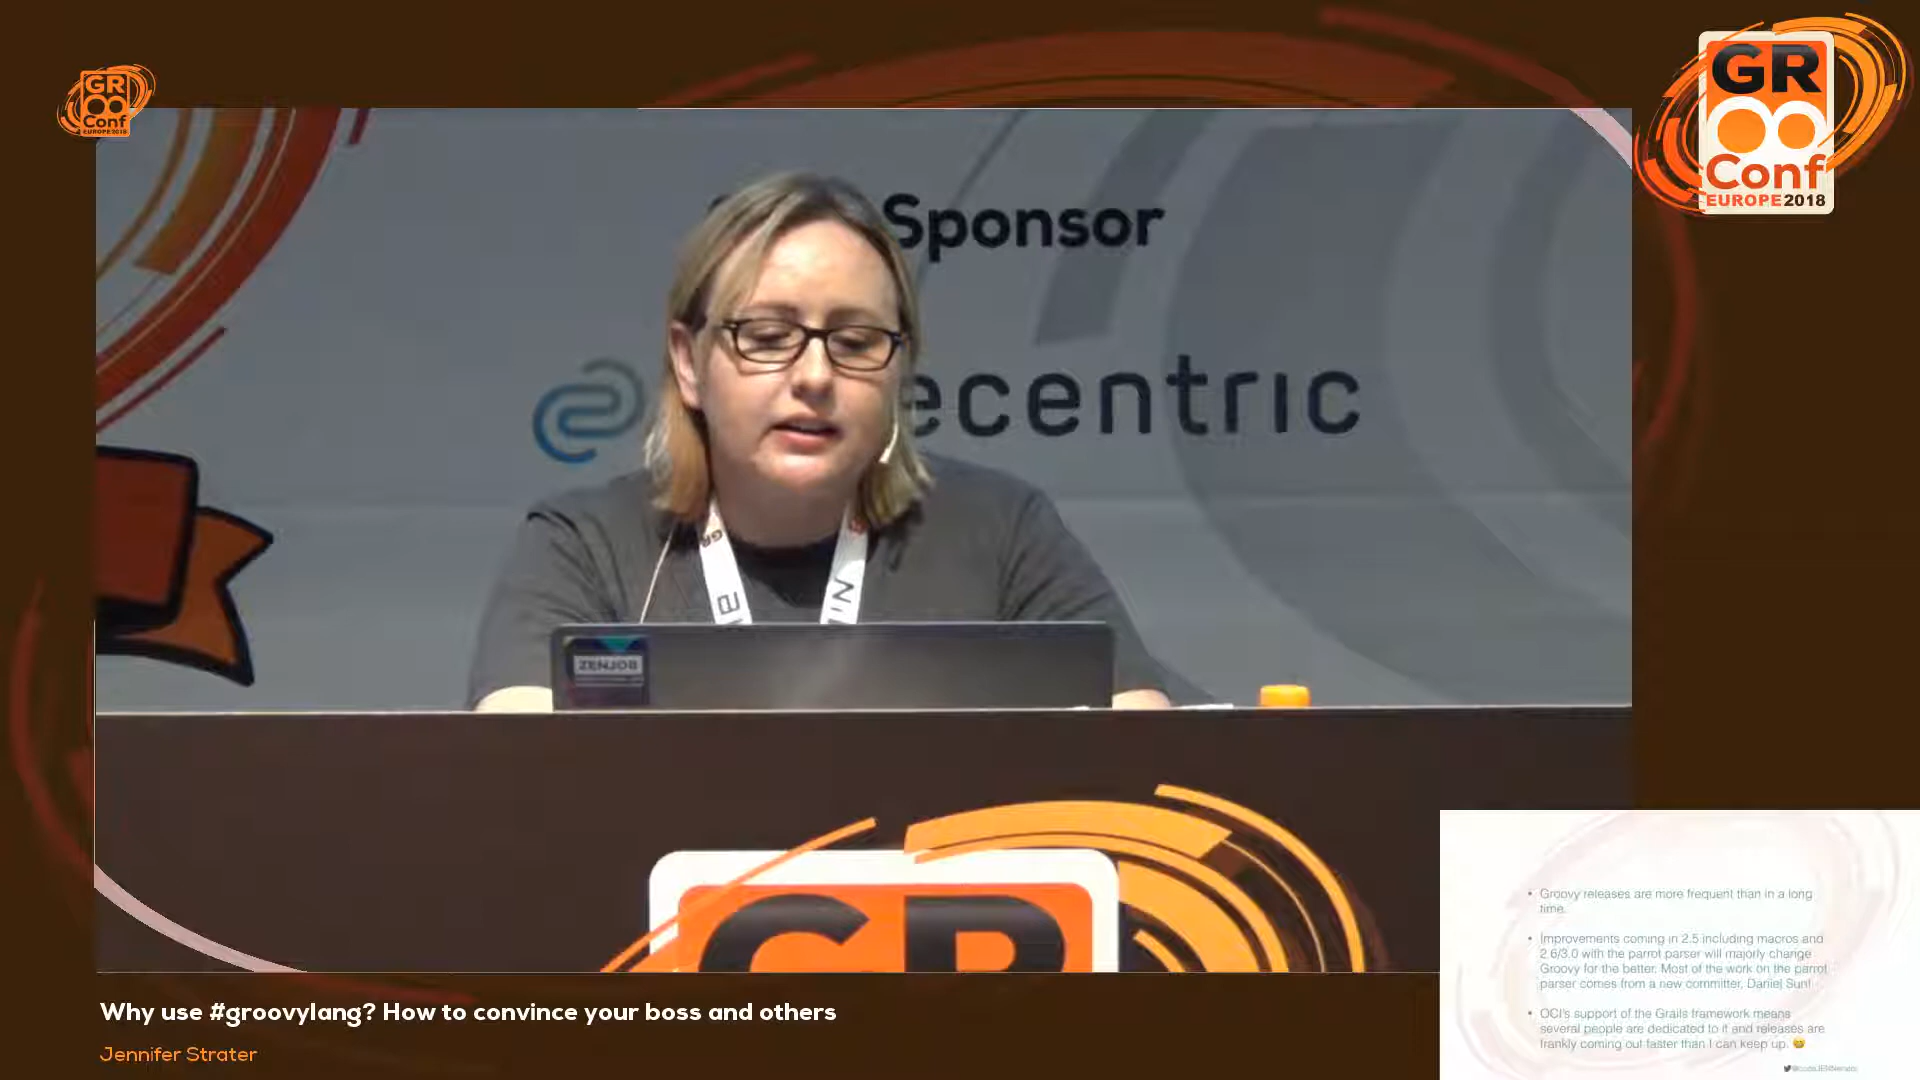 GR
Conf
EUROPE2018
GR
Conf
EUROPE2018
Sponsor
ecentric
GR
ZENJOB
GR
Why use #groovylang? How to convince your boss and others
Jennifer Strater
• Groovy releases are more frequent than in a long
time.
• Improvements coming in 2.5 including macros and
2.6/3.0 with the parrot parser will majorly change
Groovy for the better. Most of the work on the parrot
parser comes from a new committer, Daniel Sun!
• OCI's support of the Grails framework means
several people are dedicated to it and releases are
frankly coming out faster than I can keep up. 😀